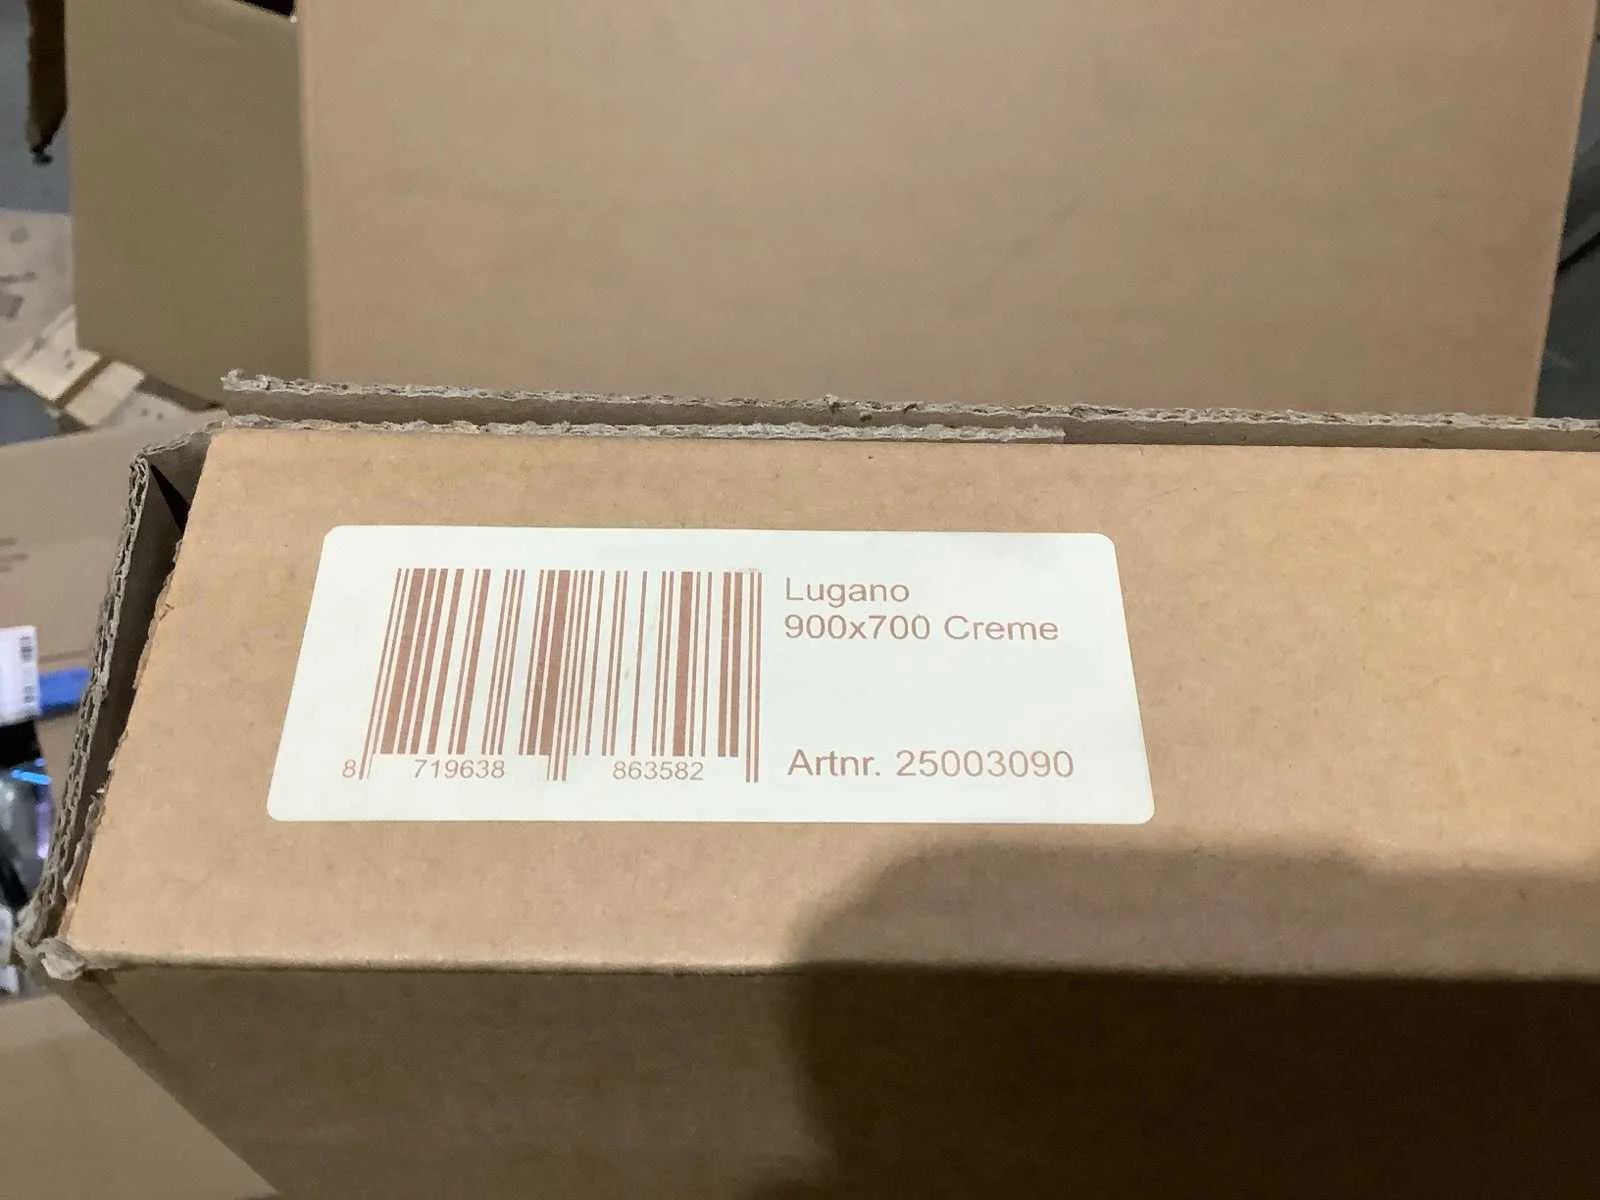 Lugano
900x700 Creme
Artnr. 25003090
8 719638 863582